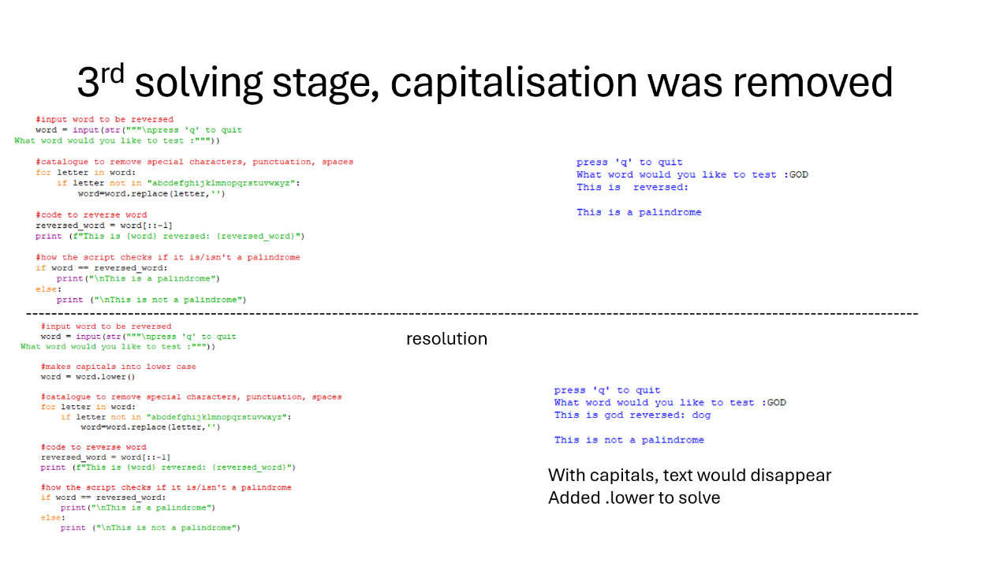 3rd solving stage, capitalisation was removed
#input word to be reversed
word = input(str("""\npress 'q' to quit
What word would you like to test :"""))
#catalogue to remove special characters, punctuation, spaces
for letter in word:
if letter not in "abcdefghijklmnopqrstuvwxyz":
word=word.replace(letter,'')
#code to reverse word
reversed_word = word[::-1]
print (f"This is {word} reversed: {reversed_word}")
#how the script checks if it is/isn't a palindrome
if word == reversed_word:
print("\nThis is a palindrome")
else:
print ("\nThis is not a palindrome")
press 'q' to quit
What word would you like to test :GOD
This is  reversed:
This is a palindrome
#input word to be reversed
word = input(str("""\npress 'q' to quit
What word would you like to test :"""))
#makes capitals into lower case
word = word.lower()
#catalogue to remove special characters, punctuation, spaces
for letter in word:
if letter not in "abcdefghijklmnopqrstuvwxyz":
word=word.replace(letter,'')
#code to reverse word
reversed_word = word[::-1]
print (f"This is {word} reversed: {reversed_word}")
#how the script checks if it is/isn't a palindrome
if word == reversed_word:
print("\nThis is a palindrome")
else:
print ("\nThis is not a palindrome")
resolution
press 'q' to quit
What word would you like to test :GOD
This is god reversed: dog
This is not a palindrome
With capitals, text would disappear
Added .lower to solve